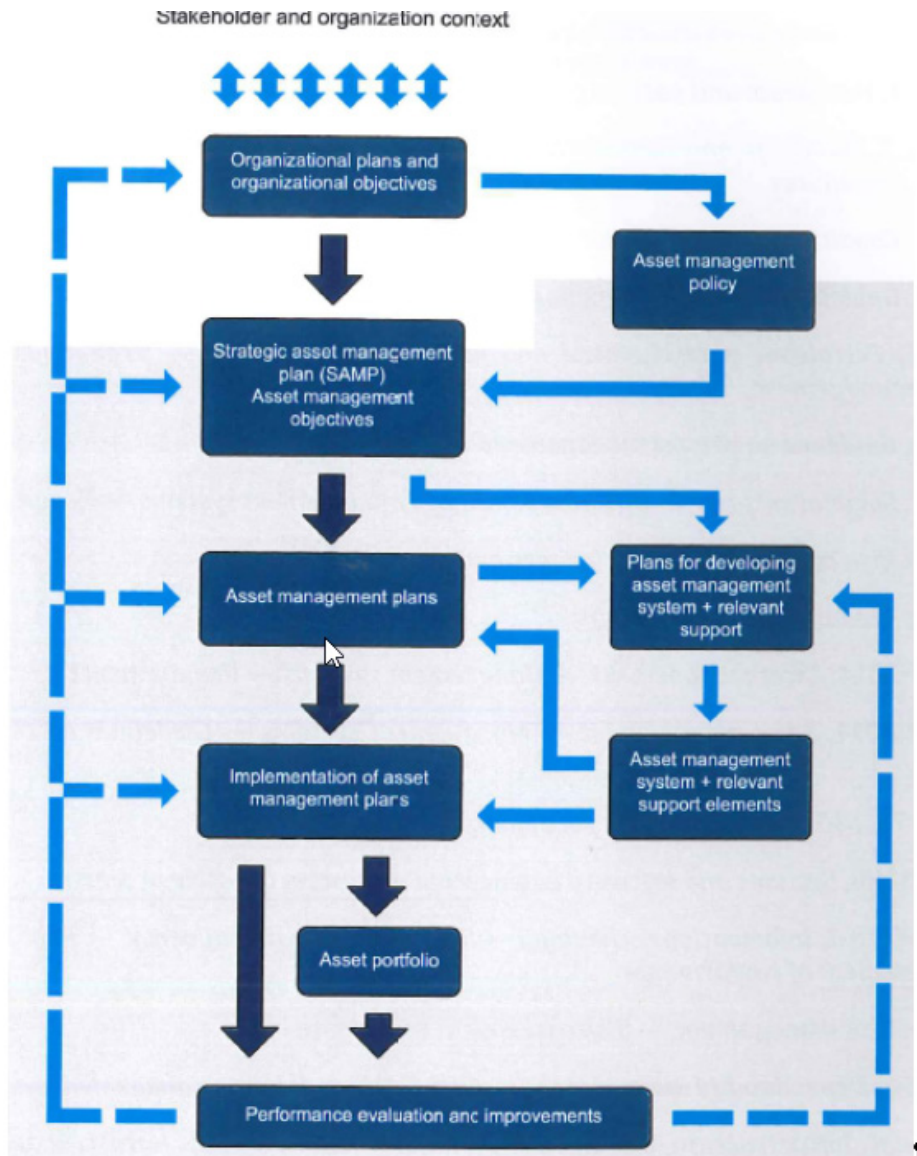 Stakeholder and organization context
Organizational plans and
organizational objectives
Asset management
policy
Strategic asset management
plan (SAMP)
Asset management
objectives
Asset management plans
Plans for developing
asset management
system + relevant
support
Implementation of asset
management plans
Asset management
system + relevant
support elements
Asset portfolio
Performance evaluation and improvements